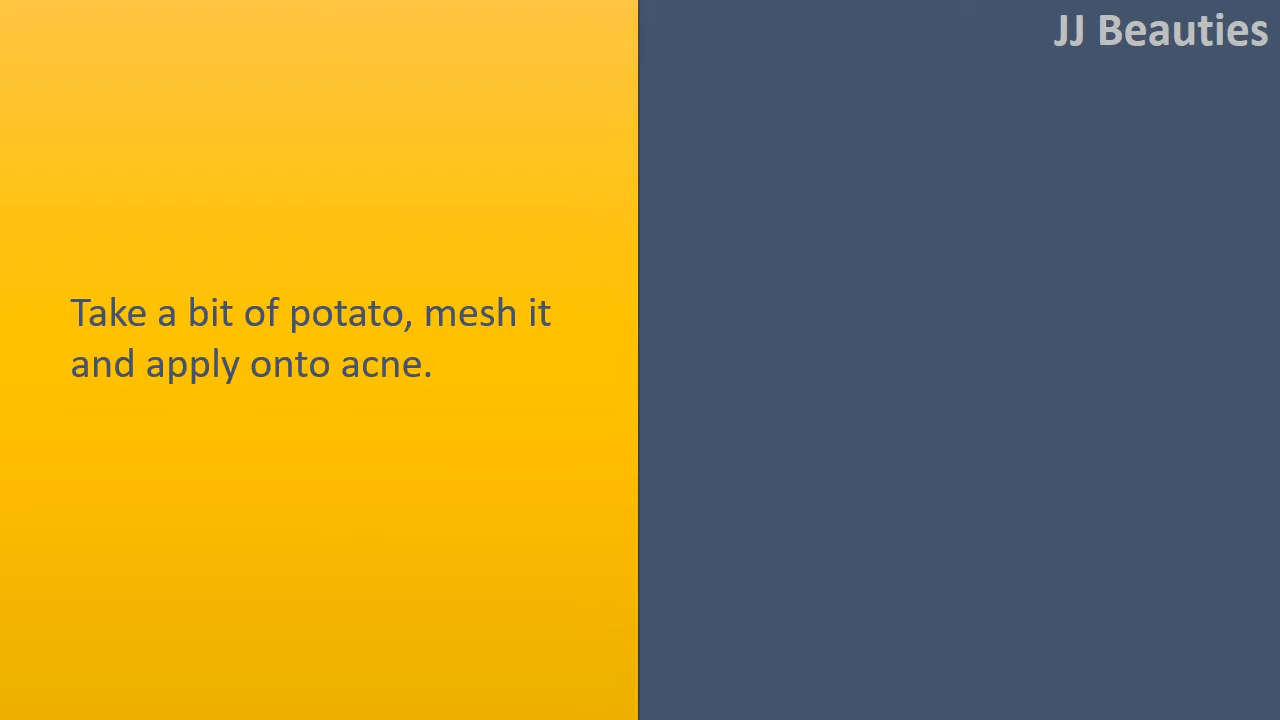 JJ Beauties
Take a bit of potato, mesh it
and apply onto acne.